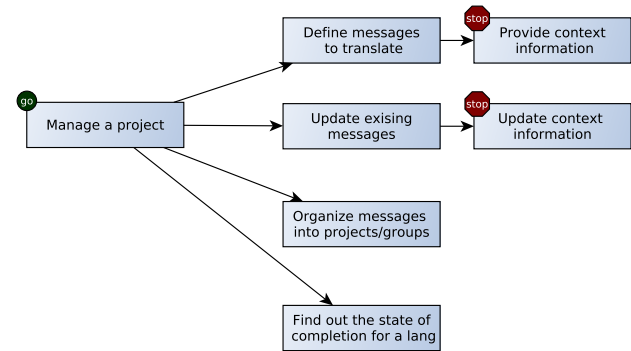 Define messages
to translate
stop
Provide context
information
go
Manage a project
Update exising
messages
stop
Update context
information
Organize messages
into projects/groups
Find out the state of
completion for a lang